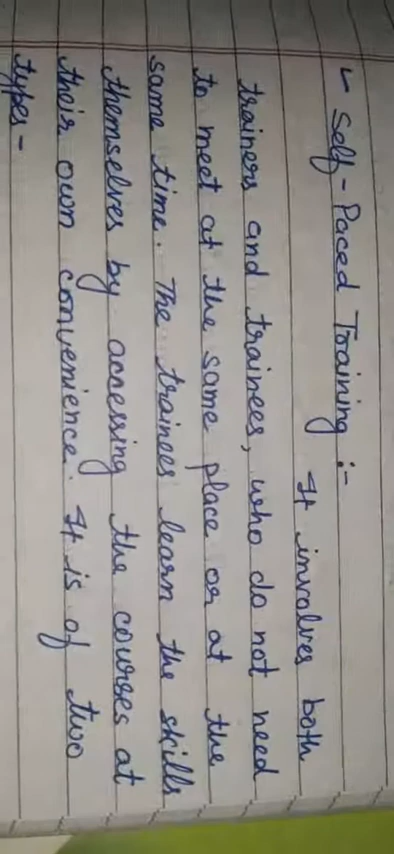 ↳ Self-Paced Training :-
It involves both
trainers and trainees, who do not need
to meet at the same place or at the
same time. The trainees learn the skills
themselves by accessing the courses at
their own convenience. It is of two
types-